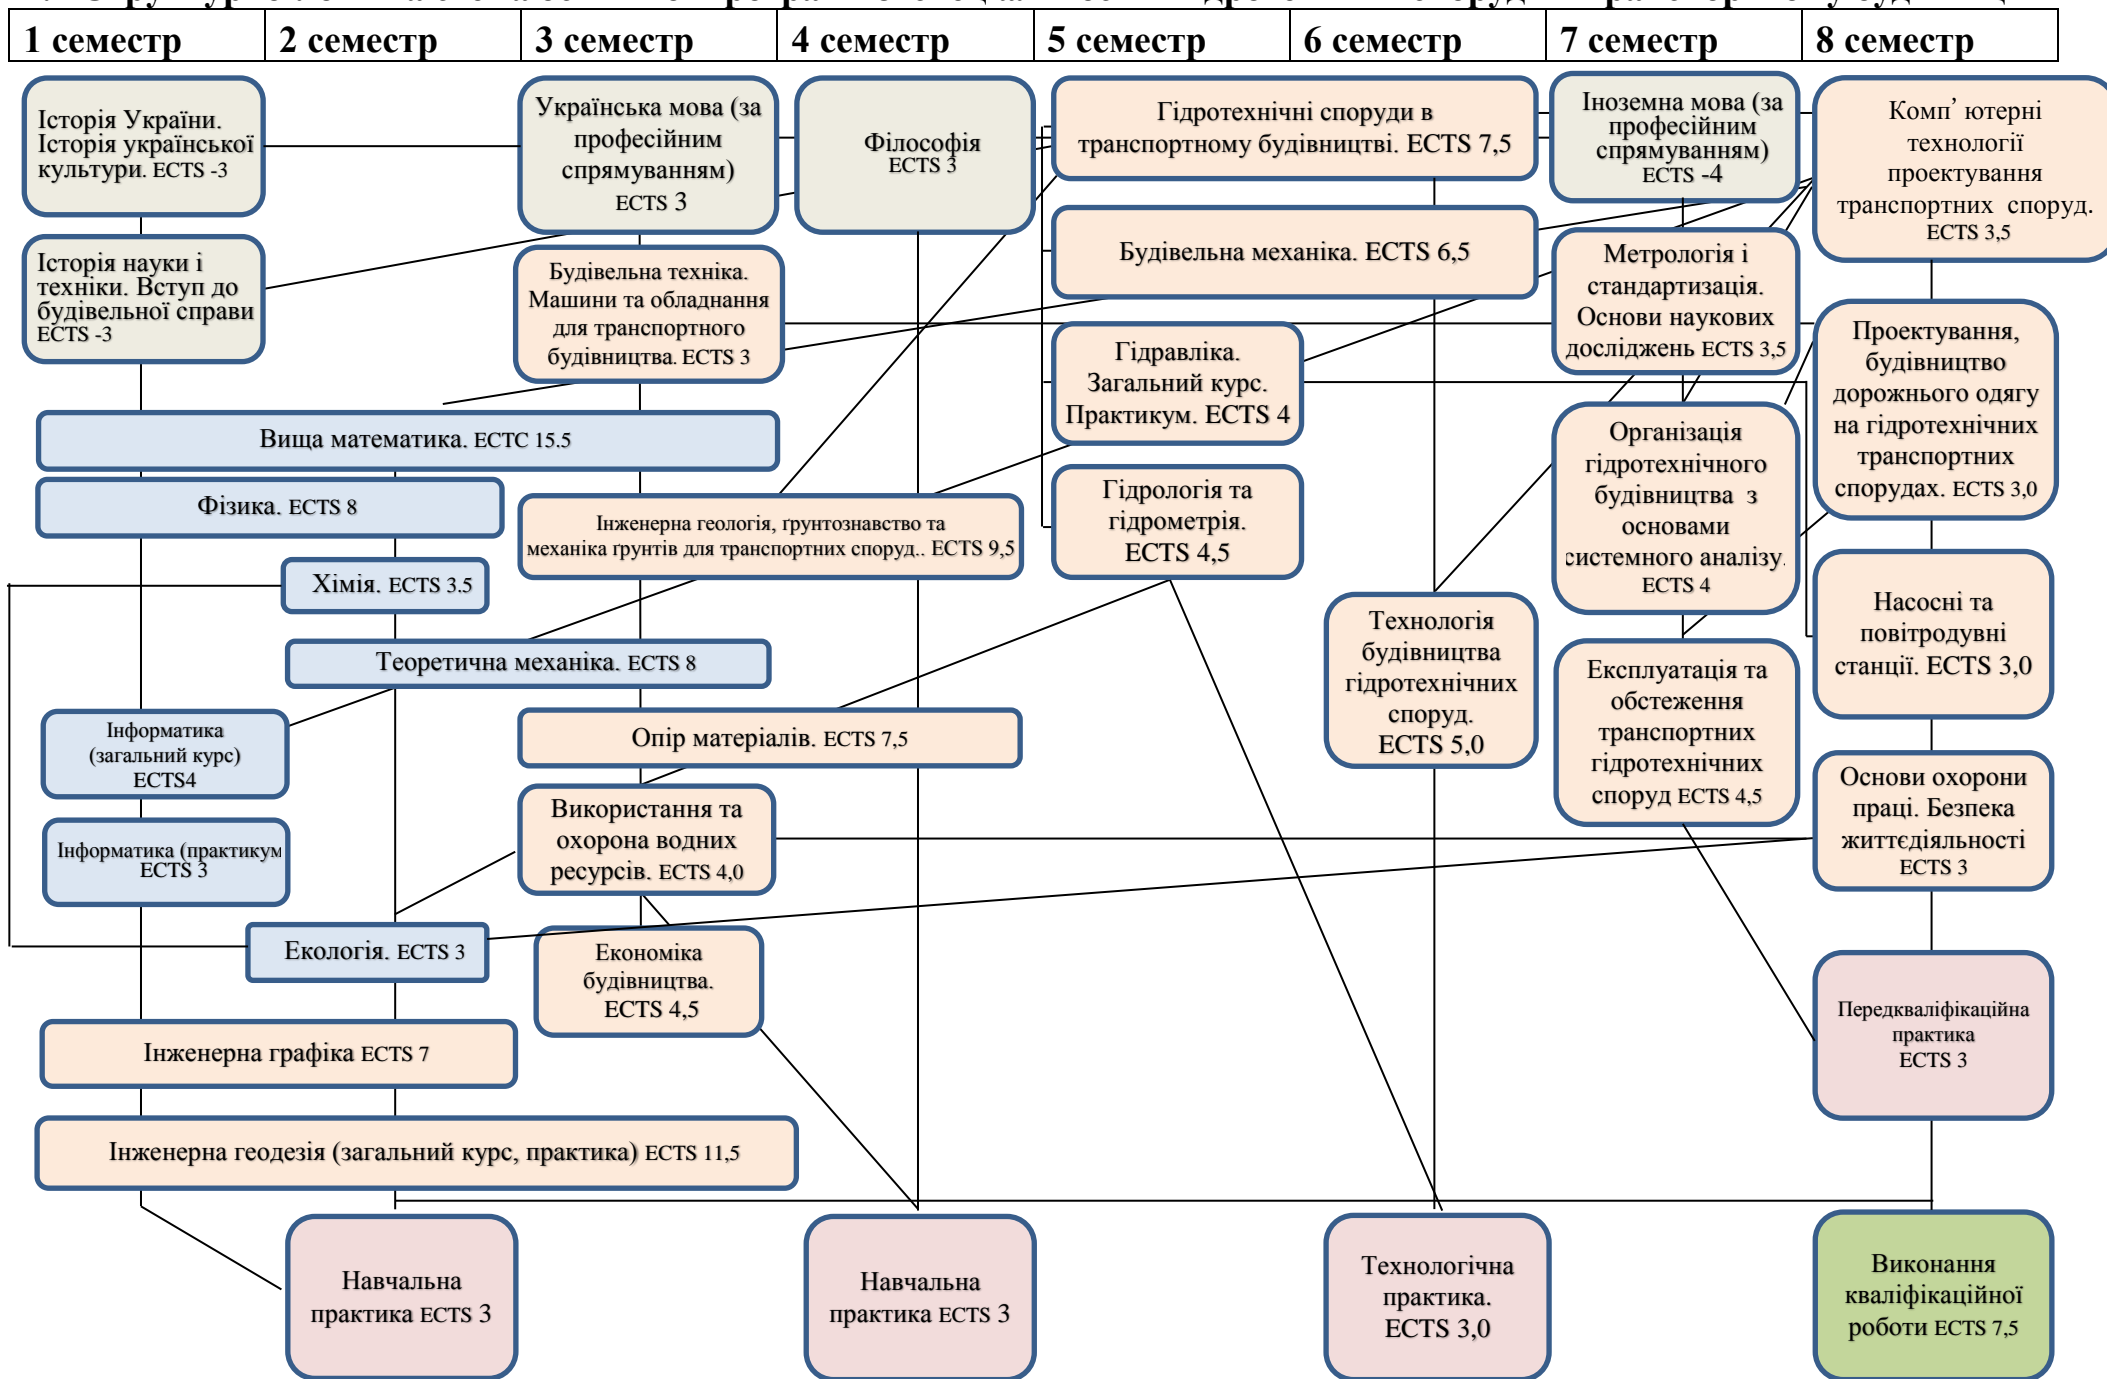 1 семестр
2 семестр
3 семестр
4 семестр
5 семестр
6 семестр
7 семестр
8 семестр
Історія України.
Історія української
культури. ECTS -3
Українська мова (за
професійним
спрямуванням)
ECTS 3
Філософія
ECTS 3
Гідротехнічні споруди в
транспортному будівництві. ECTS 7,5
Іноземна мова (за
професійним
спрямуванням)
ECTS -4
Комп’ ютерні
технології
проектування
транспортних споруд.
ECTS 3,5
Історія науки і
техніки. Вступ до
будівельної справи
ECTS -3
Будівельна техніка.
Машини та обладнання
для транспортного
будівництва. ECTS 3
Будівельна механіка. ECTS 6,5
Метрологія і
стандартизація.
Основи наукових
досліджень ECTS 3,5
Гідравліка.
Загальний курс.
Практикум. ECTS 4
Проектування,
будівництво
дорожнього одягу
на гідротехнічних
транспортних
спорудах. ECTS 3,0
Вища математика. ECTC 15.5
Фізика. ECTS 8
Інженерна геологія, ґрунтознавство та
механіка ґрунтів для транспортних споруд.. ECTS 9,5
Гідрологія та
гідрометрія.
ECTS 4,5
Організація
гідротехнічного
будівництва з
основами
системного аналізу.
ECTS 4
Хімія. ECTS 3.5
Насосні та
повітродувні
станції. ECTS 3,0
Теоретична механіка. ECTS 8
Технологія
будівництва
гідротехнічних
споруд.
ECTS 5,0
Експлуатація та
обстеження
транспортних
гідротехнічних
споруд ECTS 4,5
Інформатика
(загальний курс)
ECTS4
Опір матеріалів. ECTS 7,5
Основи охорони
праці. Безпека
життєдіяльності
ECTS 3
Інформатика (практикум
ECTS 3
Використання та
охорона водних
ресурсів. ECTS 4,0
Екологія. ECTS 3
Економіка
будівництва.
ECTS 4,5
Передкваліфікаційна
практика
ECTS 3
Інженерна графіка ECTS 7
Інженерна геодезія (загальний курс, практика) ECTS 11,5
Навчальна
практика ECTS 3
Навчальна
практика ECTS 3
Технологічна
практика.
ECTS 3,0
Виконання
кваліфікаційної
роботи ECTS 7,5